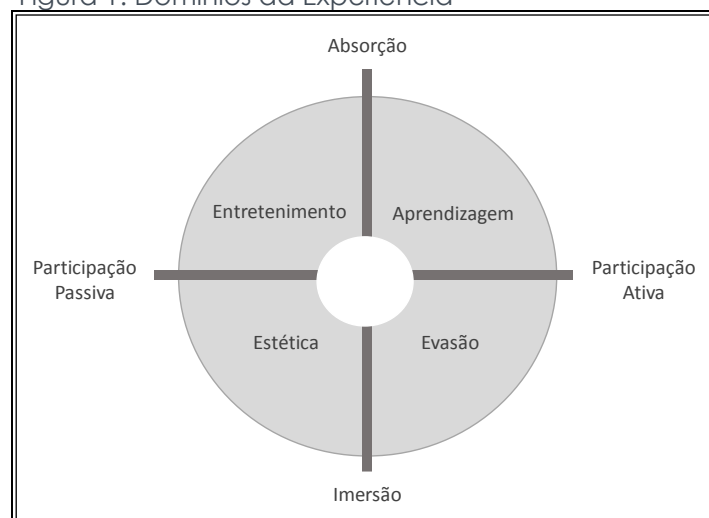 Figura 1: Domínios da Experiência
Absorção
Entretenimento
Aprendizagem
Participação
Passiva
Participação
Ativa
Estética
Evasão
Imersão